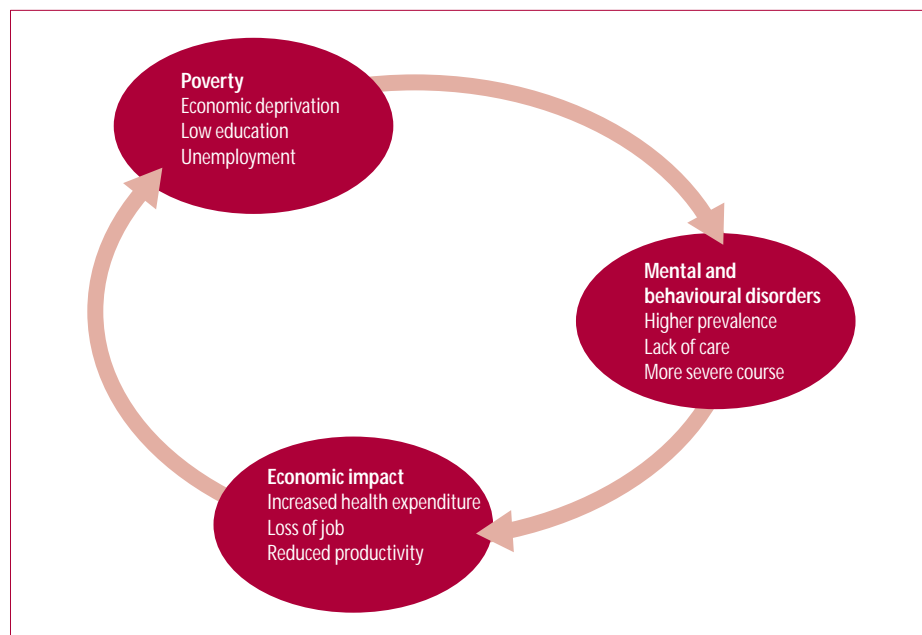 Poverty
Economic deprivation
Low education
Unemployment
Mental and
behavioural disorders
Higher prevalence
Lack of care
More severe course
Economic impact
Increased health expenditure
Loss of job
Reduced productivity